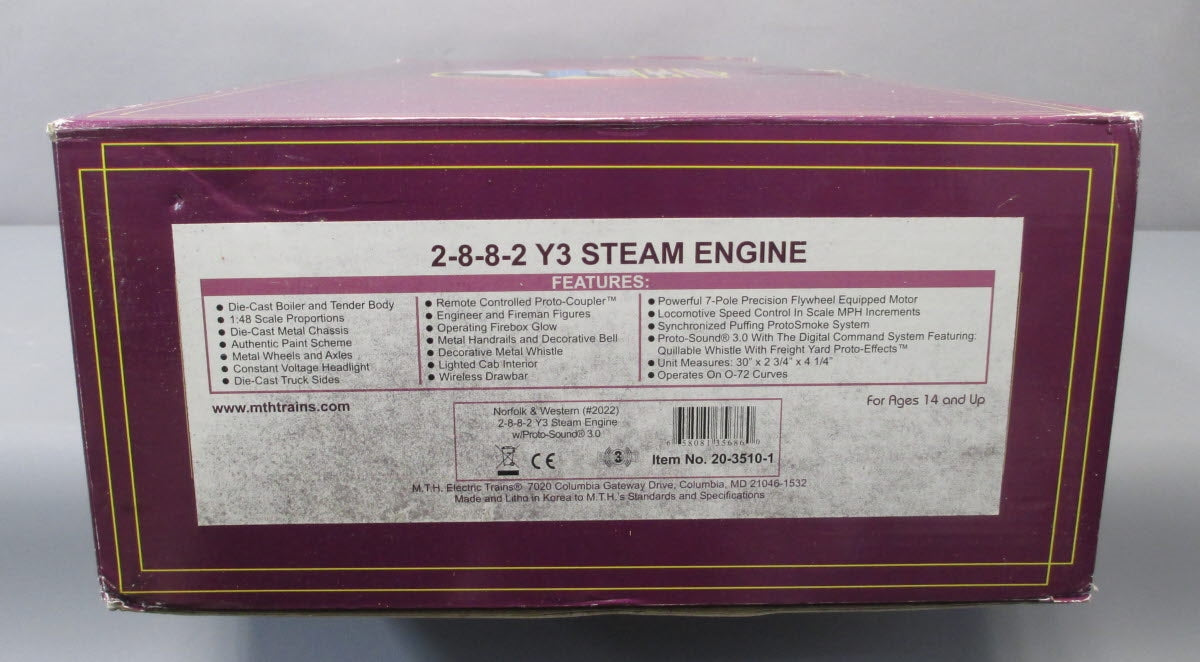 2-8-8-2 Y3 STEAM ENGINE
FEATURES:
• Die-Cast Boiler and Tender Body
• 1:48 Scale Proportions
• Die-Cast Metal Chassis
• Authentic Paint Scheme
• Metal Wheels and Axles
• Constant Voltage Headlight
• Die-Cast Truck Sides
• Remote Controlled Proto-Coupler™
• Engineer and Fireman Figures
• Operating Firebox Glow
• Metal Handrails and Decorative Bell
• Decorative Metal Whistle
• Lighted Cab Interior
• Wireless Drawbar
• Powerful 7-Pole Precision Flywheel Equipped Motor
• Locomotive Speed Control In Scale MPH Increments
• Synchronized Puffing ProtoSmoke System
• Proto-Sound® 3.0 With The Digital Command System Featuring:
Quillable Whistle With Freight Yard Proto-Effects™
• Unit Measures: 30" x 2 3/4" x 4 1/4"
• Operates On O-72 Curves
www.mthtrains.com
For Ages 14 and Up
Norfolk & Western (#2022)
2-8-8-2 Y3 Steam Engine
w/Proto-Sound® 3.0
CE
3
Item No. 20-3510-1
M.T.H. Electric Trains® 7020 Columbia Gateway Drive, Columbia, MD 21046-1532
Made and Litho in Korea to M.T.H.'s Standards and Specifications